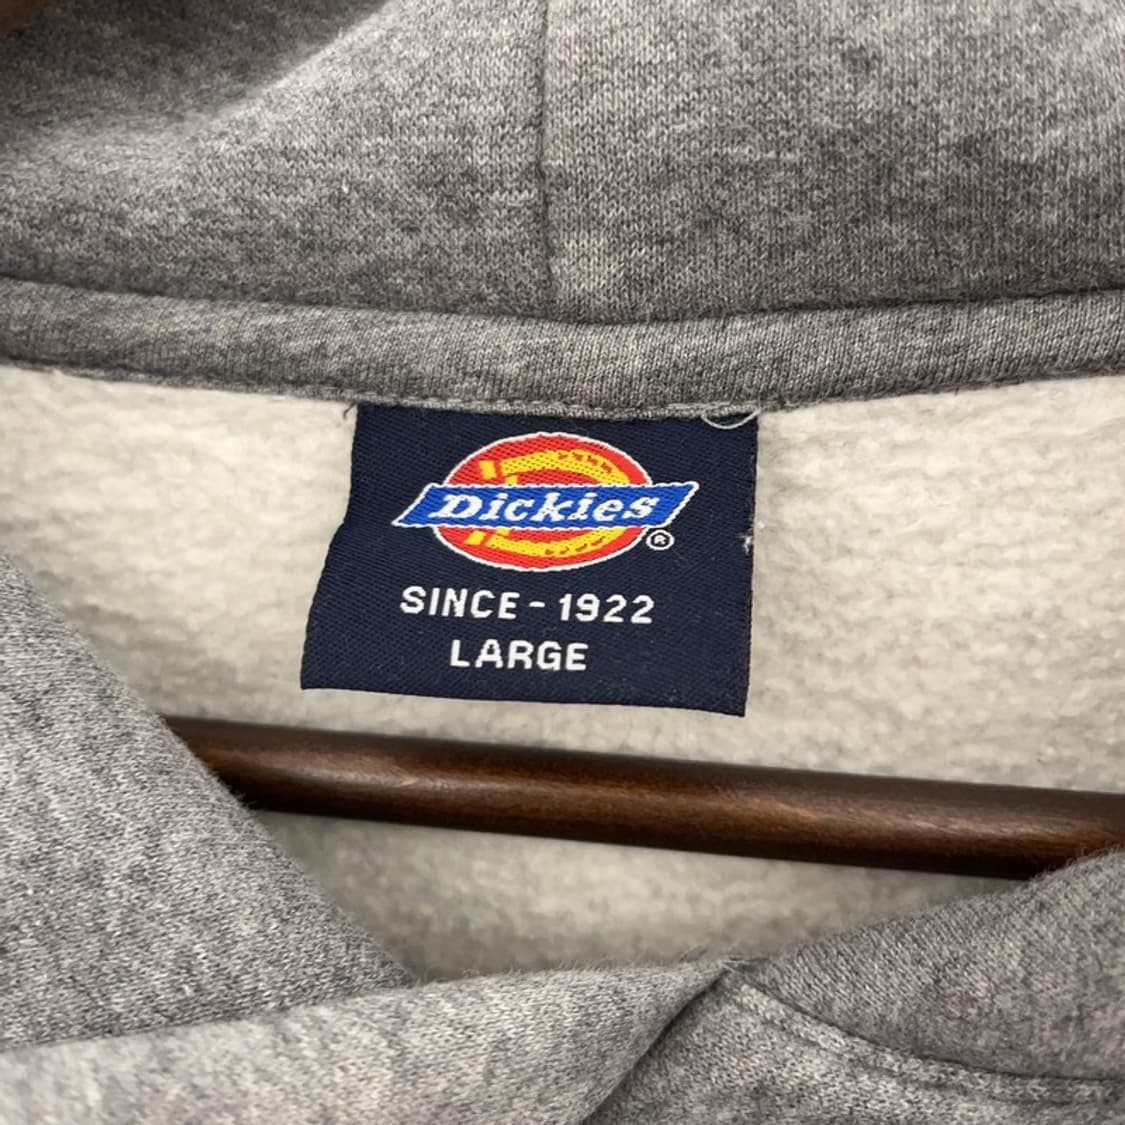 Dickies
®
SINCE - 1922
LARGE